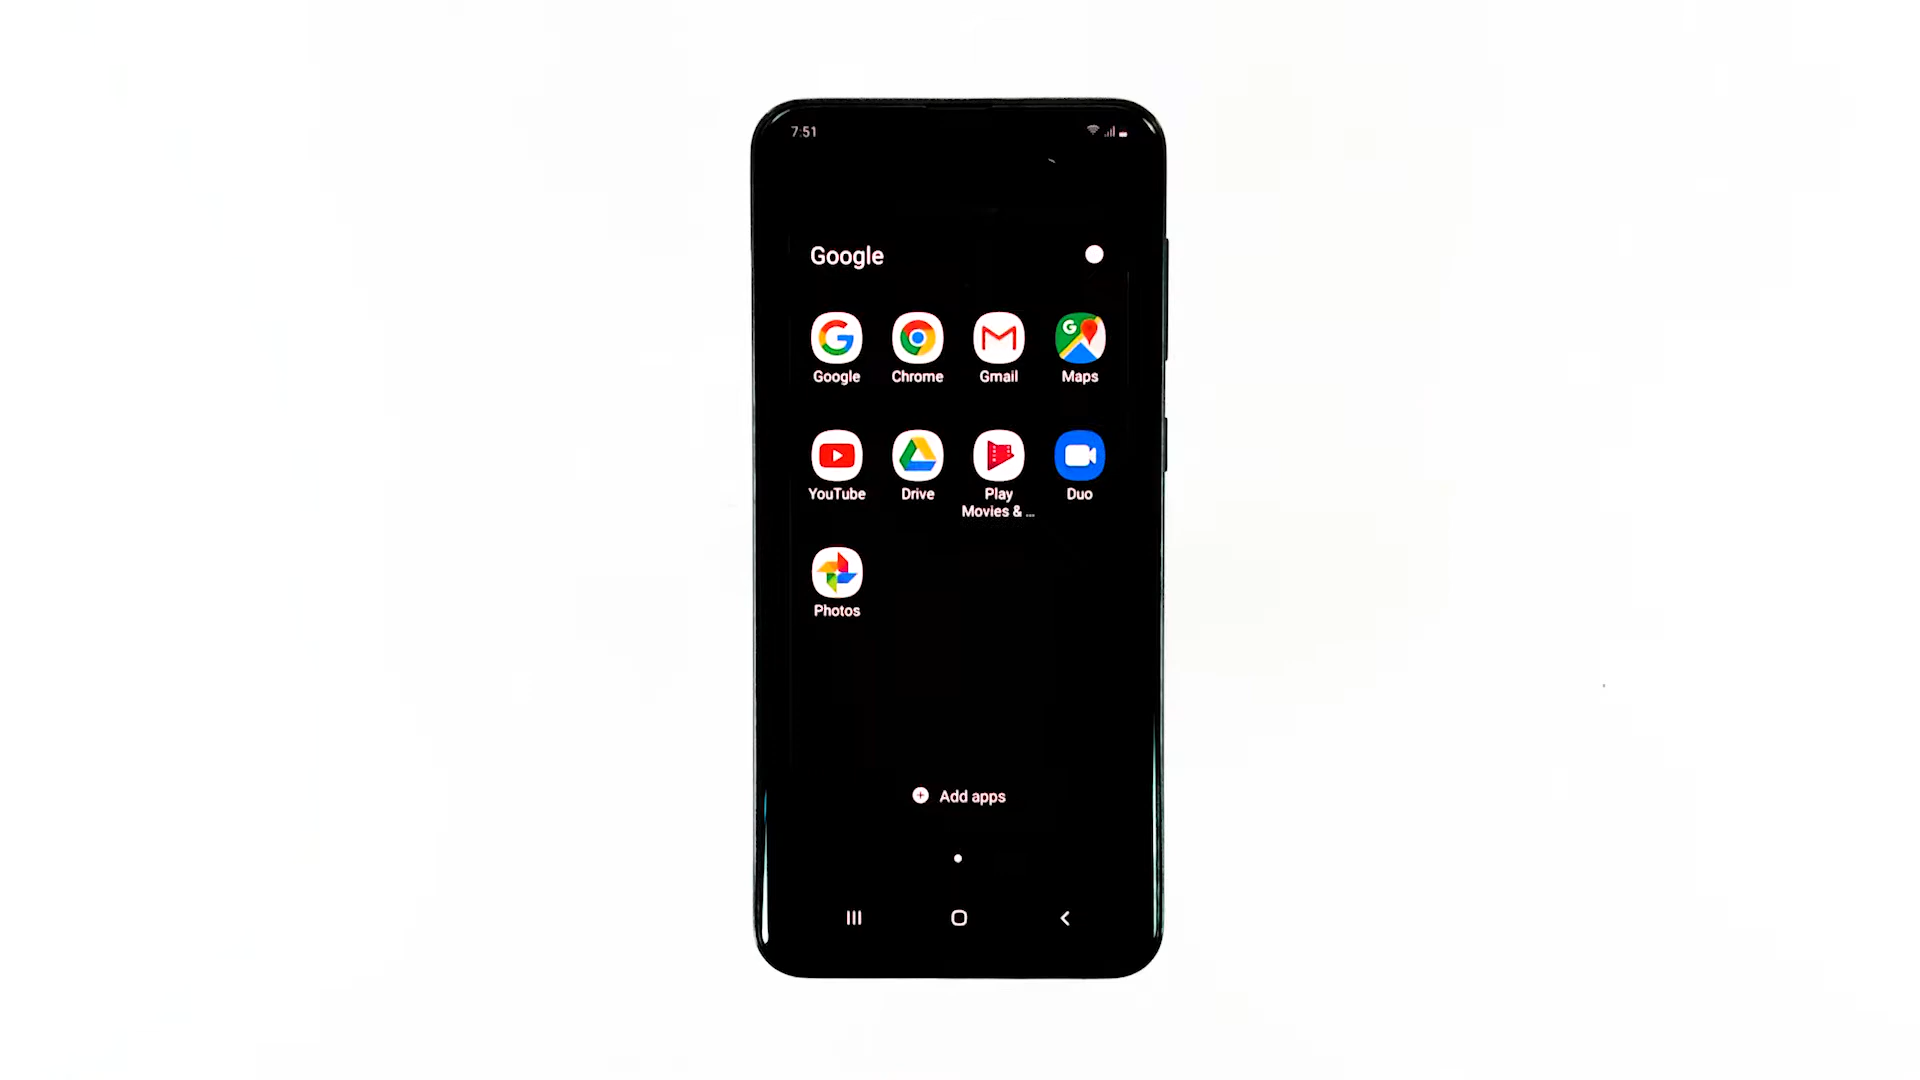 7:51
Google
Google Chrome Gmail Maps
YouTube Drive Play Duo
Movies & ...
Photos
Add apps